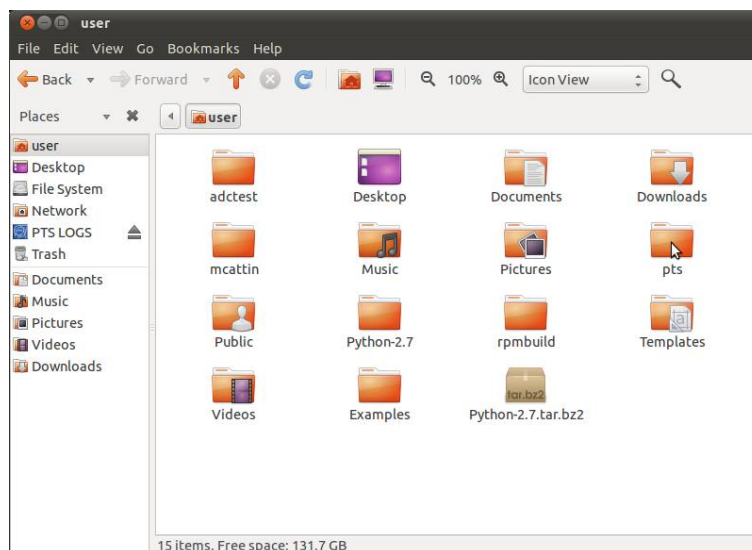 user
File Edit View Go Bookmarks Help
Back Forward 100% Icon View
Places user
user
Desktop
File System
Network
PTS LOGS
Trash
Documents
Music
Pictures
Videos
Downloads
adctest Desktop Documents Downloads
mcattin Music Pictures pts
Public Python-2.7 rpmbuild Templates
tar.bz2
Videos Examples Python-2.7.tar.bz2
15 items, Free space: 131.7 GB